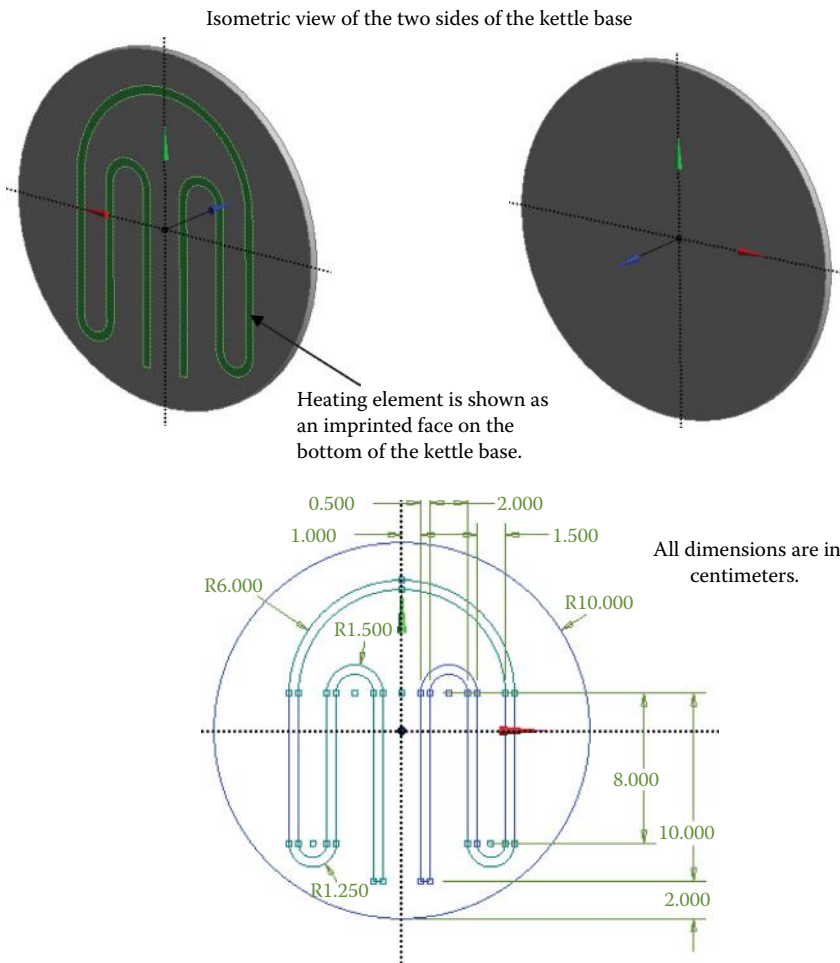 Isometric view of the two sides of the kettle base
Heating element is shown as
an imprinted face on the
bottom of the kettle base.
0.500
2.000
1.000
1.500
All dimensions are in
centimeters.
R6.000
R10.000
R1.500
8.000
10.000
R1.250
2.000